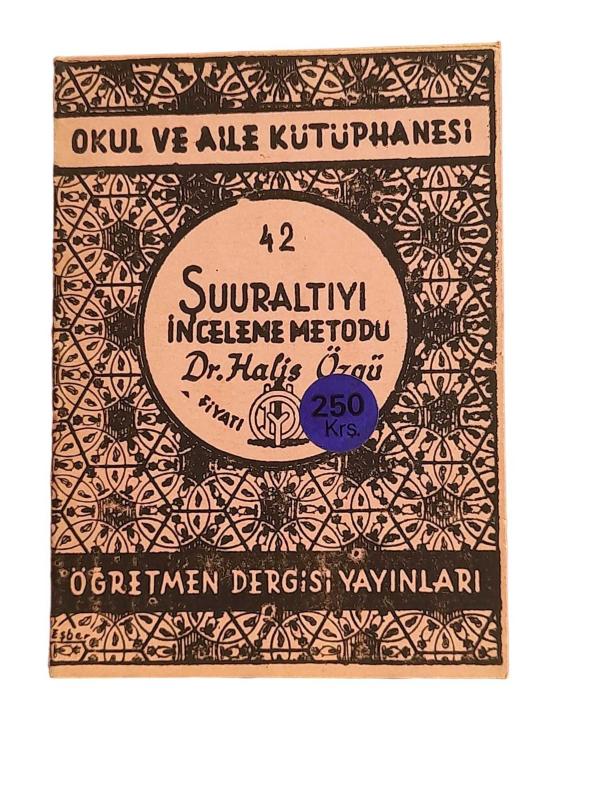 OKUL VE AİLE KÜTÜPHANESİ
42
ŞUURALTIYI
İNCELEME METODU
Dr. Halis Özgü
FİYATI
250
Krş.
ÖĞRETMEN DERGİSİ YAYINLARI
Eşber